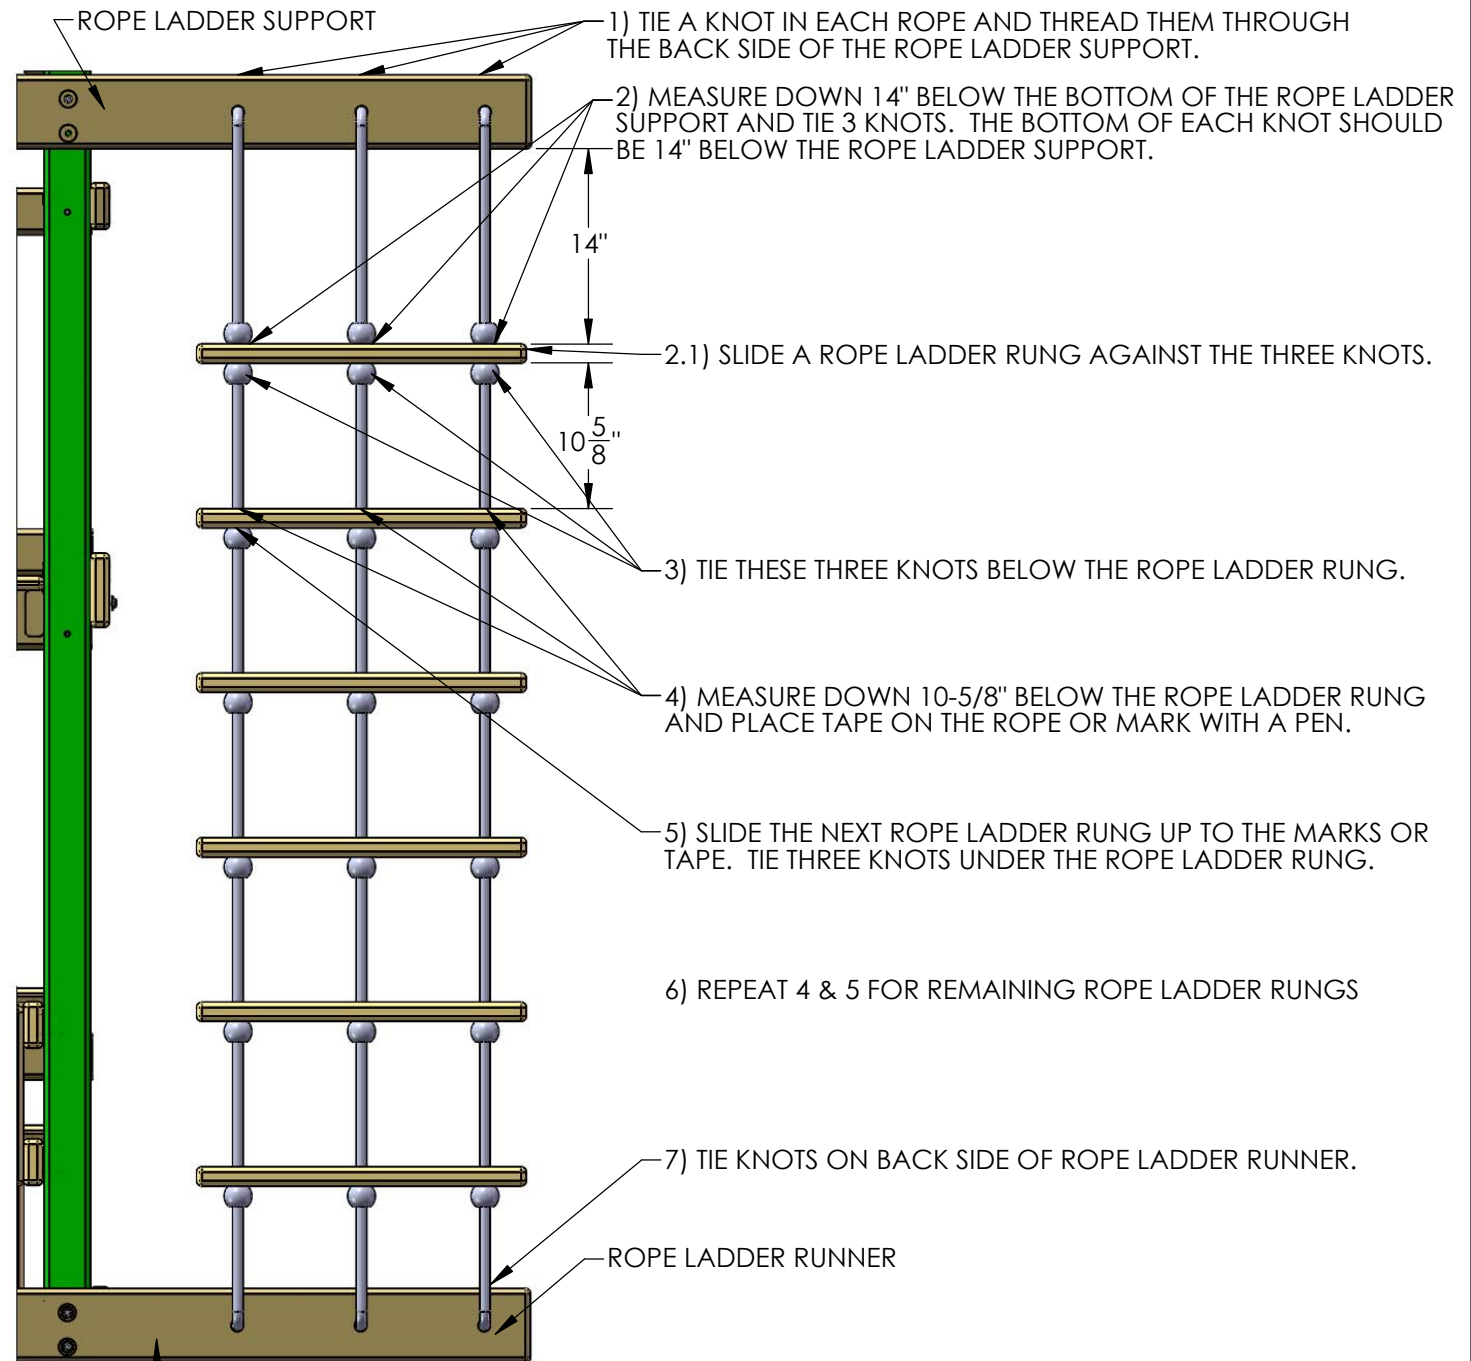 ROPE LADDER SUPPORT
1) TIE A KNOT IN EACH ROPE AND THREAD THEM THROUGH
THE BACK SIDE OF THE ROPE LADDER SUPPORT.
2) MEASURE DOWN 14" BELOW THE BOTTOM OF THE ROPE LADDER
SUPPORT AND TIE 3 KNOTS.  THE BOTTOM OF EACH KNOT SHOULD
BE 14" BELOW THE ROPE LADDER SUPPORT.
14"
2.1) SLIDE A ROPE LADDER RUNG AGAINST THE THREE KNOTS.
10 5/8"
3) TIE THESE THREE KNOTS BELOW THE ROPE LADDER RUNG.
4) MEASURE DOWN 10-5/8" BELOW THE ROPE LADDER RUNG
AND PLACE TAPE ON THE ROPE OR MARK WITH A PEN.
5) SLIDE THE NEXT ROPE LADDER RUNG UP TO THE MARKS OR
TAPE.  TIE THREE KNOTS UNDER THE ROPE LADDER RUNG.
6) REPEAT 4 & 5 FOR REMAINING ROPE LADDER RUNGS
7) TIE KNOTS ON BACK SIDE OF ROPE LADDER RUNNER.
ROPE LADDER RUNNER